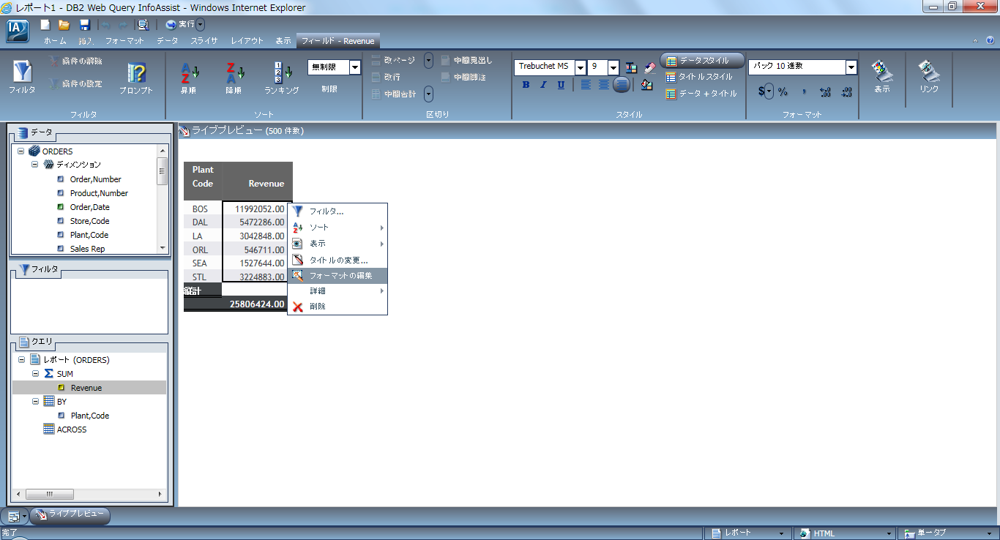 レポート1 - DB2 Web Query InfoAssist - Windows Internet Explorer
IA
実行
ホーム 挿入 フォーマット データ スライサ レイアウト 表示 フィールド - Revenue
フィルタ
条件の解除
条件の設定
プロンプト
フィルタ
昇順
降順
ランキング
無制限
制限
ソート
改ページ
改行
中間合計
中間見出し
中間脚注
区切り
Trebuchet MS 9
B I U
データスタイル
タイトルスタイル
データ + タイトル
スタイル
パック 10 進数
$ % , 
フォーマット
表示
リンク
データ
ORDERS
ディメンション
Order,Number
Product,Number
Order,Date
Store,Code
Plant,Code
Sales Rep
フィルタ
クエリ
レポート (ORDERS)
SUM
Revenue
BY
Plant,Code
ACROSS
ライブプレビュー (500 件数)
Plant
Code Revenue
BOS 11992052.00
DAL 5472286.00
LA 3042848.00
ORL 546711.00
SEA 1527644.00
STL 3224883.00
総計
25806424.00
フィルタ...
ソート
表示
タイトルの変更...
フォーマットの編集
詳細
削除
ライブプレビュー
完了
レポート
HTML
単一タブ